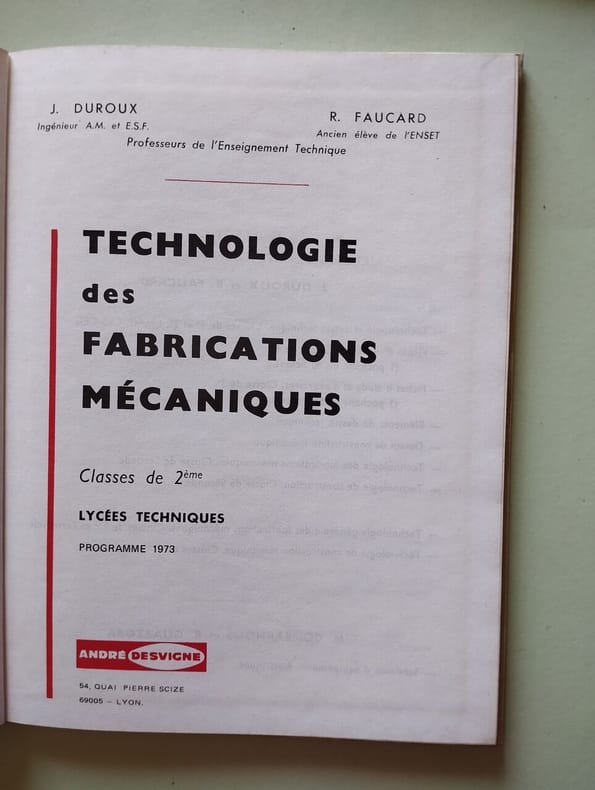 J. DUROUX
Ingénieur A.M. et E.S.F.
R. FAUCARD
Ancien élève de l'ENSET
Professeurs de l'Enseignement Technique
TECHNOLOGIE
des
FABRICATIONS
MÉCANIQUES
Classes de 2ème
LYCÉES TECHNIQUES
PROGRAMME 1973
ANDRÉ DESVIGNE
54, QUAI PIERRE SCIZE
69005 – LYON.